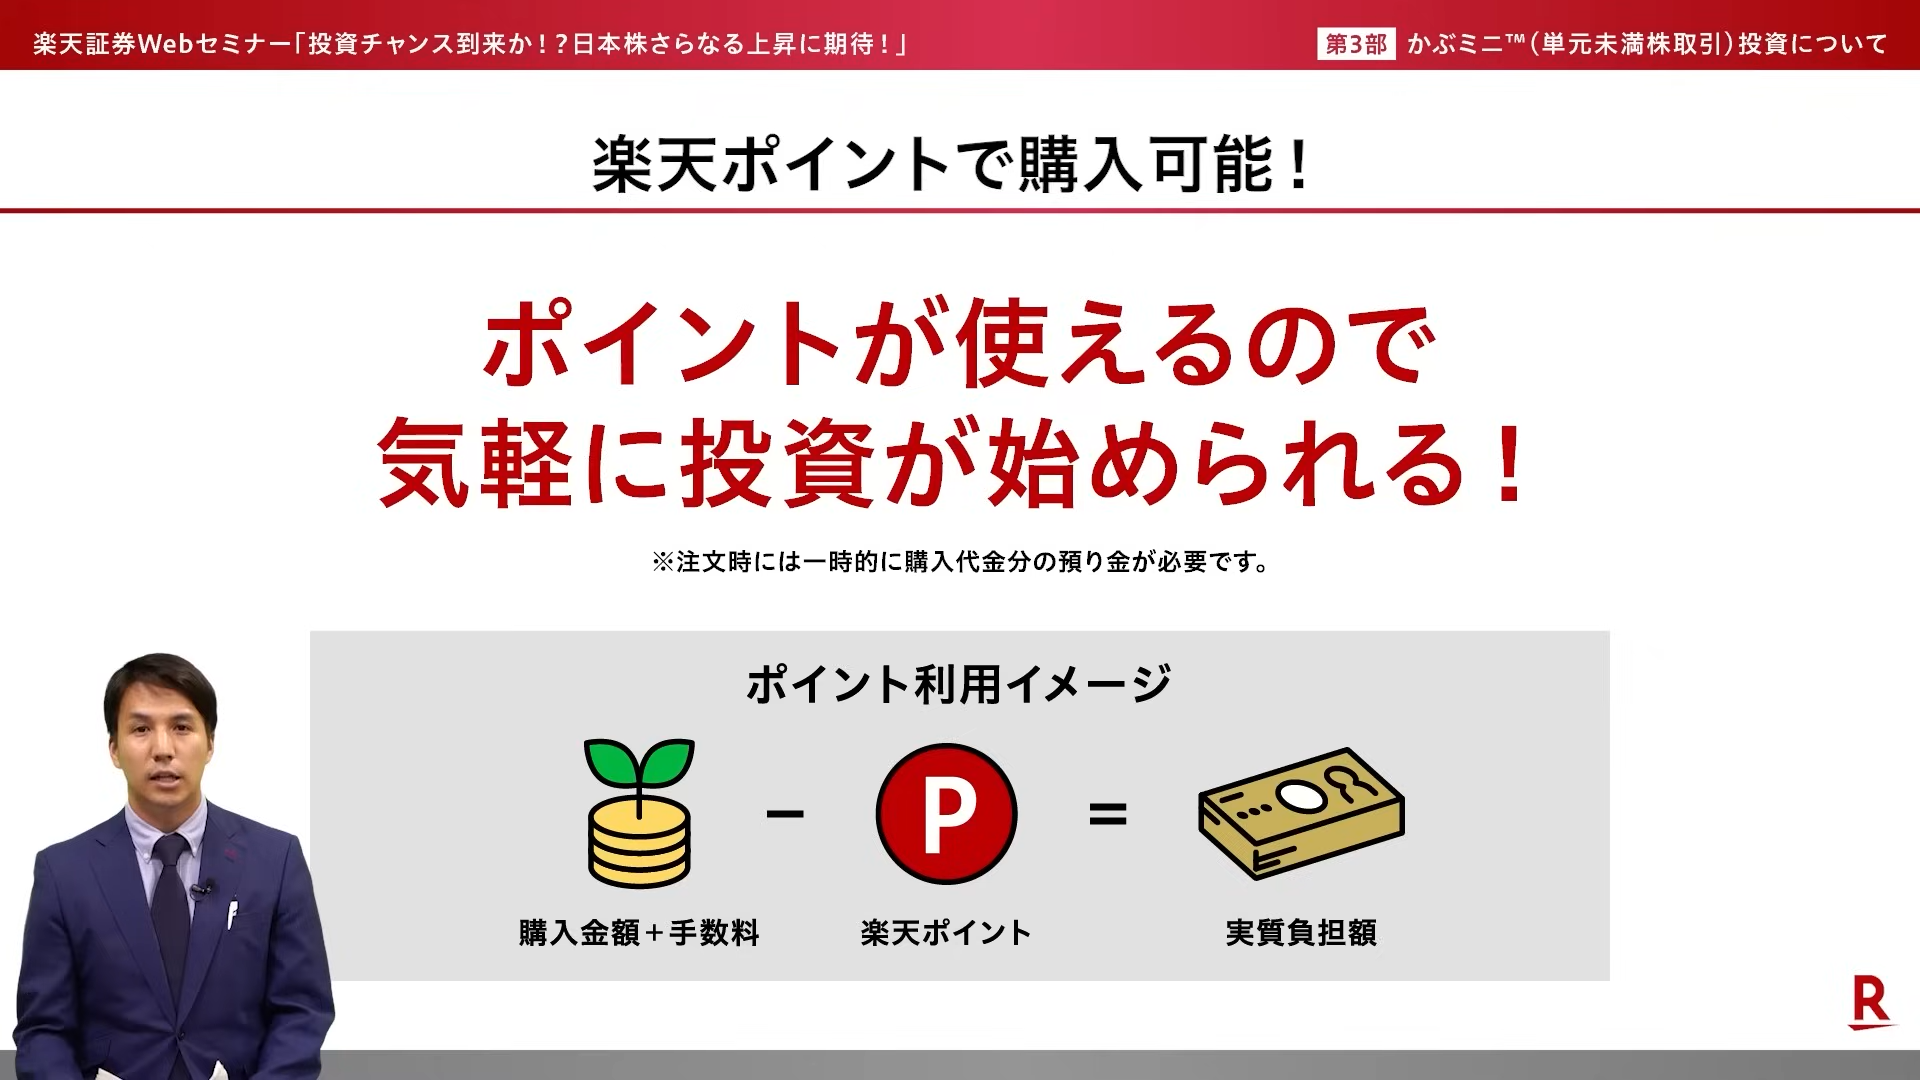 楽天証券Webセミナー「投資チャンス到来か！？日本株さらなる上昇に期待！」
第3部 かぶミニ™（単元未満株取引）投資について
楽天ポイントで購入可能！
ポイントが使えるので
気軽に投資が始められる！
※注文時には一時的に購入代金分の預り金が必要です。
ポイント利用イメージ
− P =
購入金額＋手数料 楽天ポイント 実質負担額
R